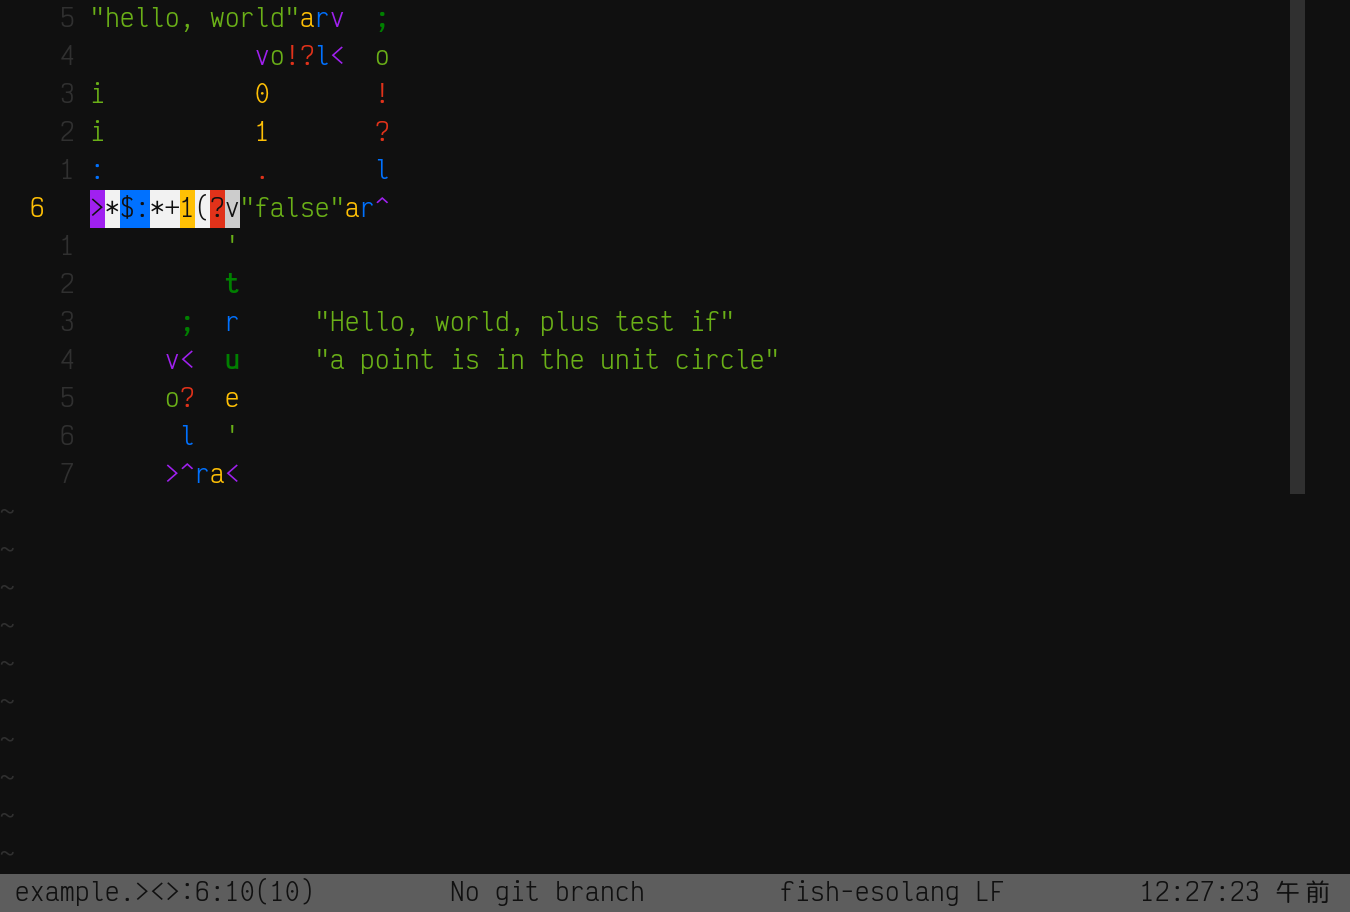 5 "hello, world"arv  ;
4            vo!?l<  o
3 i          0       !
2 i          1       ?
1 :          .       l
6 >*$:*+1(?v"false"ar^
1          '
2          t
3       ;  r     "Hello, world, plus test if"
4      v<  u     "a point is in the unit circle"
5      o?  e
6       l  '
7      >^ra<
~
~
~
~
~
~
~
~
~
~
example.><>:6:10(10) No git branch fish-esolang LF 12:27:23 午前